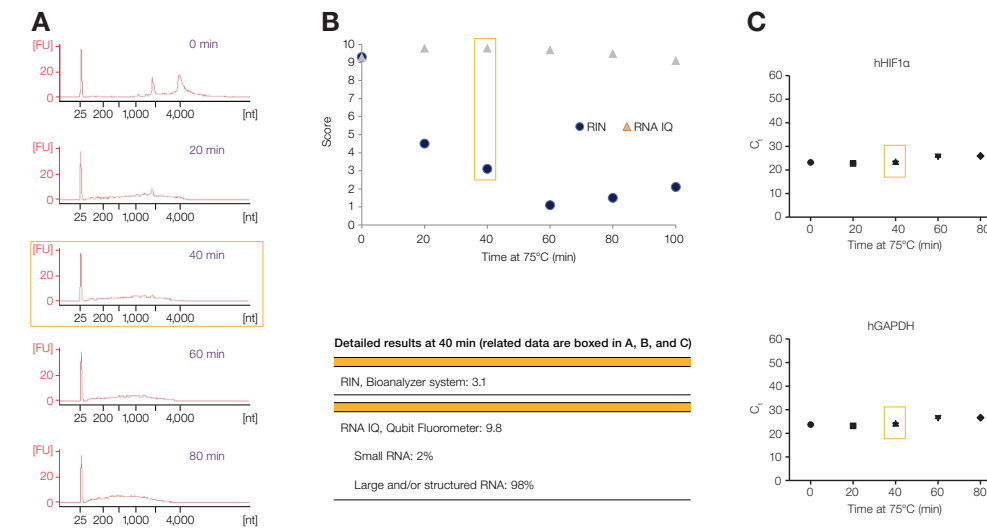 A
[FU]
0 min
20
0
25 200 1,000 4,000 [nt]
[FU]
20 min
20
0
25 200 1,000 4,000 [nt]
[FU]
40 min
20
0
25 200 1,000 4,000 [nt]
[FU]
60 min
20
0
25 200 1,000 4,000 [nt]
[FU]
80 min
20
0
25 200 1,000 4,000 [nt]
B
10
9
8
7
6
5
4
3
2
1
0
Score
RIN RNA IQ
0 20 40 60 80 100
Time at 75°C (min)
Detailed results at 40 min (related data are boxed in A, B, and C)
RIN, Bioanalyzer system: 3.1
RNA IQ, Qubit Fluorometer: 9.8
Small RNA: 2%
Large and/or structured RNA: 98%
C
hHIF1α
60
50
40
30
20
10
0
Ct
0 20 40 60 80
Time at 75°C (min)
hGAPDH
60
50
40
30
20
10
0
Ct
0 20 40 60 80
Time at 75°C (min)